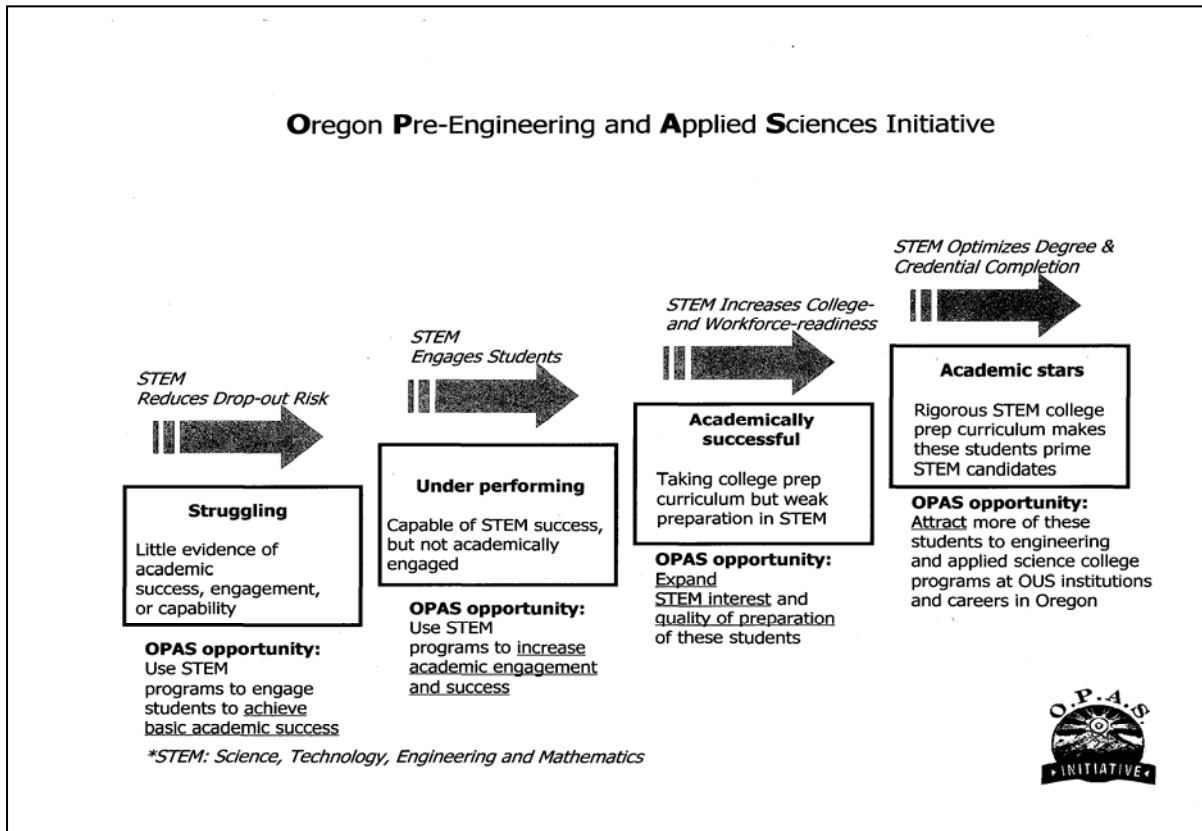 Oregon Pre-Engineering and Applied Sciences Initiative
STEM
Reduces Drop-out Risk
Struggling
Little evidence of
academic
success, engagement,
or capability
OPAS opportunity:
Use STEM
programs to engage
students to achieve
basic academic success
STEM
Engages Students
Under performing
Capable of STEM success,
but not academically
engaged
OPAS opportunity:
Use STEM
programs to increase
academic engagement
and success
STEM Increases College-
and Workforce-readiness
Academically
successful
Taking college prep
curriculum but weak
preparation in STEM
OPAS opportunity:
Expand
STEM interest and
quality of preparation
of these students
STEM Optimizes Degree &
Credential Completion
Academic stars
Rigorous STEM college
prep curriculum makes
these students prime
STEM candidates
OPAS opportunity:
Attract more of these
students to engineering
and applied science college
programs at OUS institutions
and careers in Oregon
*STEM: Science, Technology, Engineering and Mathematics
O.P.A.S.
INITIATIVE